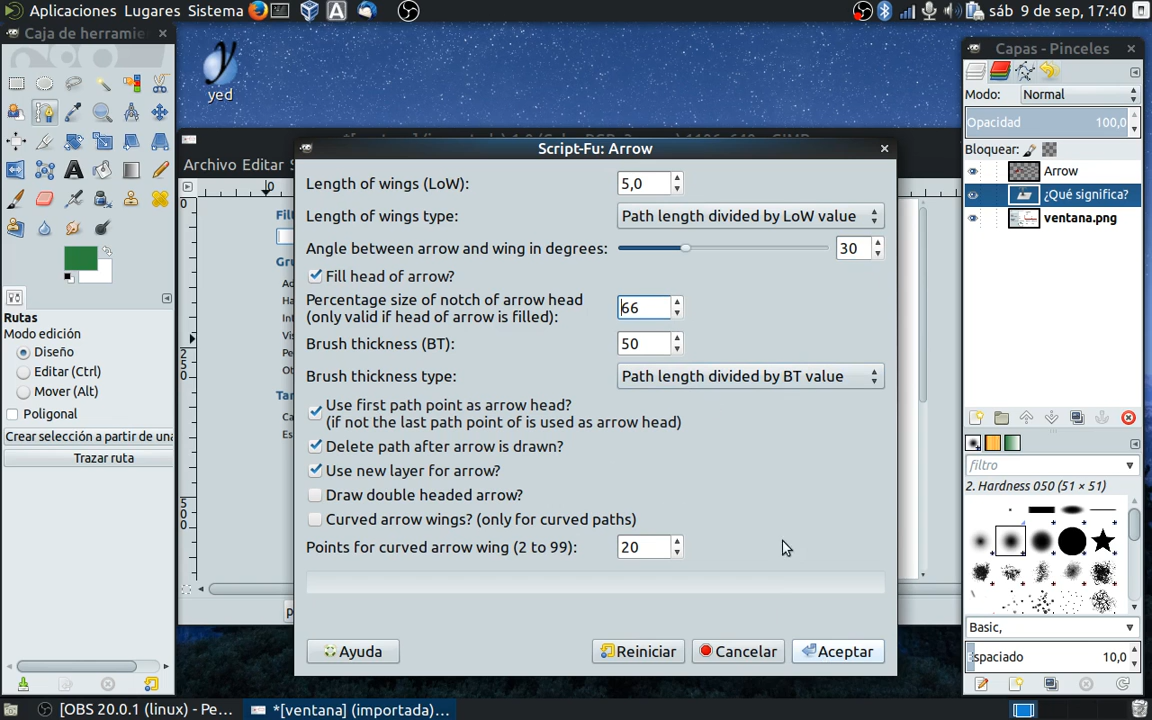 Aplicaciones Lugares Sistema
sáb 9 de sep, 17:40
Caja de herramie
yed
Capas - Pinceles
Script-Fu: Arrow
Archivo Editar
Modo: Normal
Opacidad 100,0
Bloquear:
Arrow
¿Qué significa?
ventana.png
Length of wings (LoW): 5,0
Length of wings type: Path length divided by LoW value
Angle between arrow and wing in degrees: 30
Fill head of arrow?
Percentage size of notch of arrow head
(only valid if head of arrow is filled): 66
Brush thickness (BT): 50
Brush thickness type: Path length divided by BT value
Use first path point as arrow head?
(if not the last path point of is used as arrow head)
Delete path after arrow is drawn?
Use new layer for arrow?
Draw double headed arrow?
Curved arrow wings? (only for curved paths)
Points for curved arrow wing (2 to 99): 20
Ayuda
Reiniciar
Cancelar
Aceptar
Rutas
Modo edición
Diseño
Editar (Ctrl)
Mover (Alt)
Poligonal
Crear selección a partir de una
Trazar ruta
filtro
2. Hardness 050 (51 × 51)
Basic,
10,0
[OBS 20.0.1 (linux) - Pe...
*[ventana] (importada)...